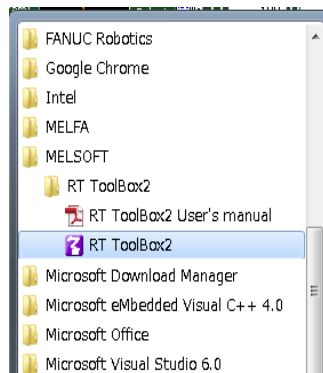 FANUC Robotics
Google Chrome
Intel
MELFA
MELSOFT
RT ToolBox2
RT ToolBox2 User's manual
RT ToolBox2
Microsoft Download Manager
Microsoft eMbedded Visual C++ 4.0
Microsoft Office
Microsoft Visual Studio 6.0